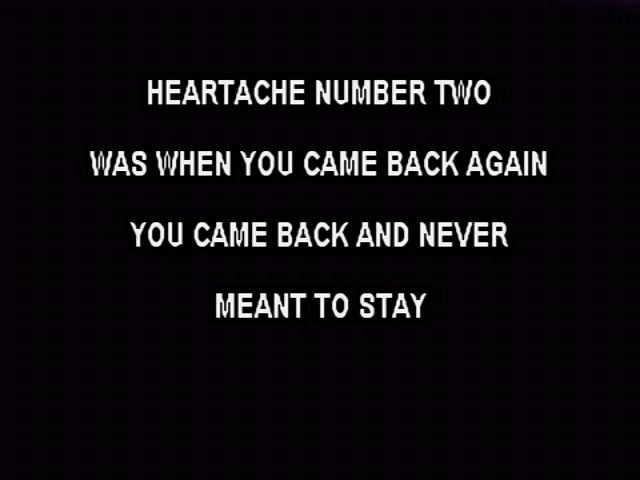 HEARTACHE NUMBER TWO
WAS WHEN YOU CAME BACK AGAIN
YOU CAME BACK AND NEVER
MEANT TO STAY